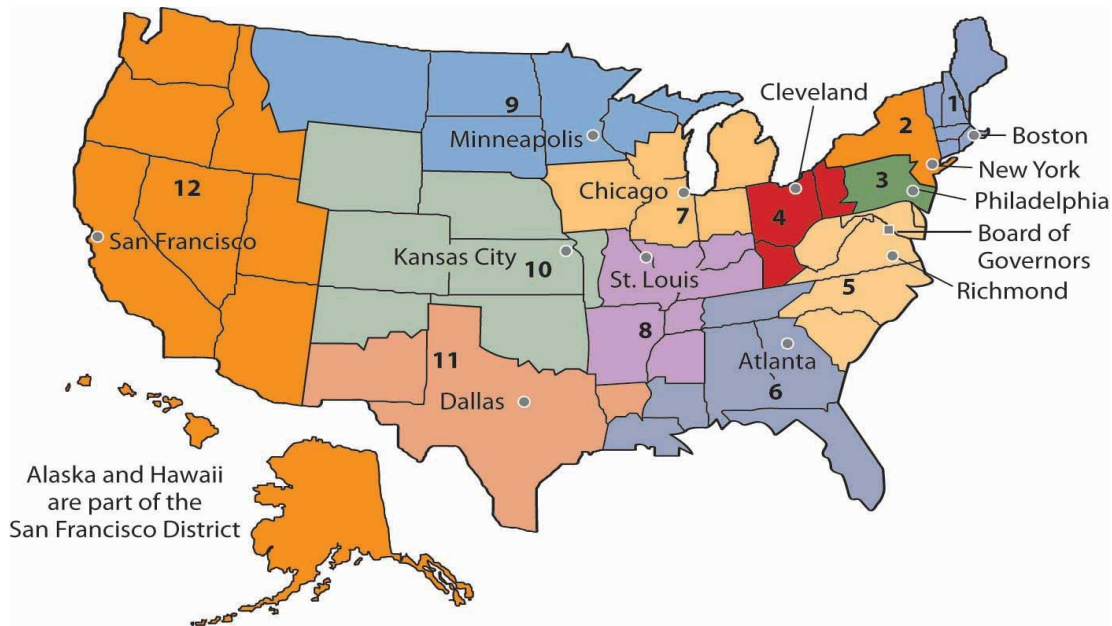 Cleveland
1
9
2
Minneapolis
Boston
New York
3
12
Chicago
Philadelphia
7
4
San Francisco
Board of
Governors
Kansas City
10
St. Louis
5
Richmond
8
11
Atlanta
6
Dallas
Alaska and Hawaii
are part of the
San Francisco District